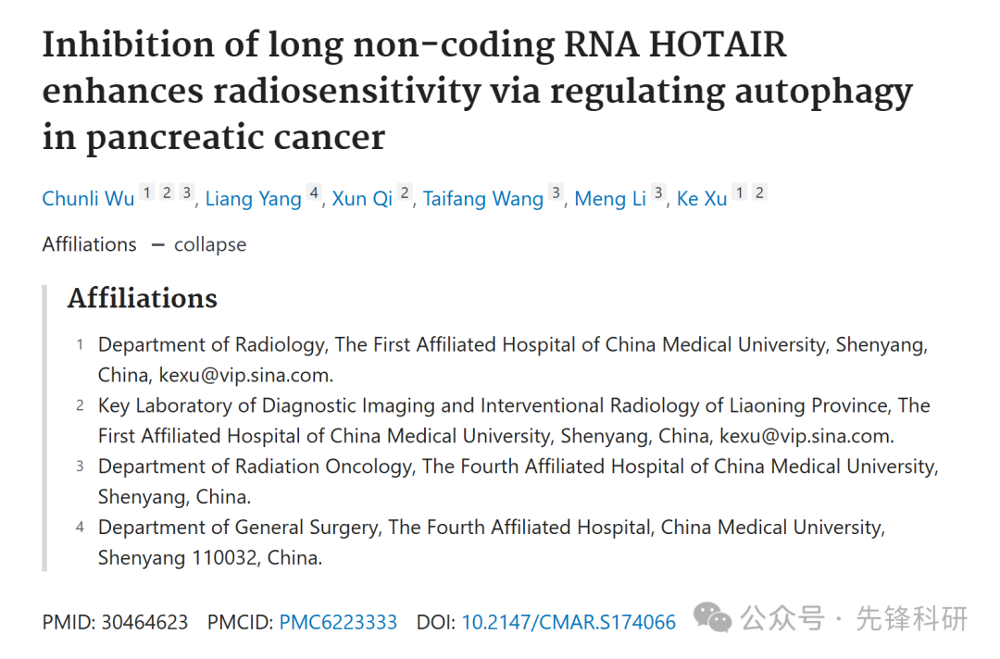 Inhibition of long non-coding RNA HOTAIR
enhances radiosensitivity via regulating autophagy
in pancreatic cancer
Chunli Wu 1 2 3, Liang Yang 4, Xun Qi 2, Taifang Wang 3, Meng Li 3, Ke Xu 1 2
Affiliations — collapse
Affiliations
1 Department of Radiology, The First Affiliated Hospital of China Medical University, Shenyang,
China, kexu@vip.sina.com.
2 Key Laboratory of Diagnostic Imaging and Interventional Radiology of Liaoning Province, The
First Affiliated Hospital of China Medical University, Shenyang, China, kexu@vip.sina.com.
3 Department of Radiation Oncology, The Fourth Affiliated Hospital of China Medical University,
Shenyang, China.
4 Department of General Surgery, The Fourth Affiliated Hospital, China Medical University,
Shenyang 110032, China.
PMID: 30464623 PMCID: PMC6223333 DOI: 10.2147/CMAR.S174066 公众号 · 先锋科研